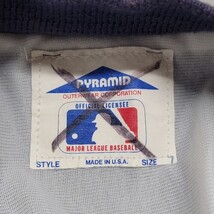 PYRAMID
OUTERWEAR CORPORATION
OFFICIAL LICENSEE
MAJOR LEAGUE BASEBALL
STYLE MADE IN U.S.A. SIZE